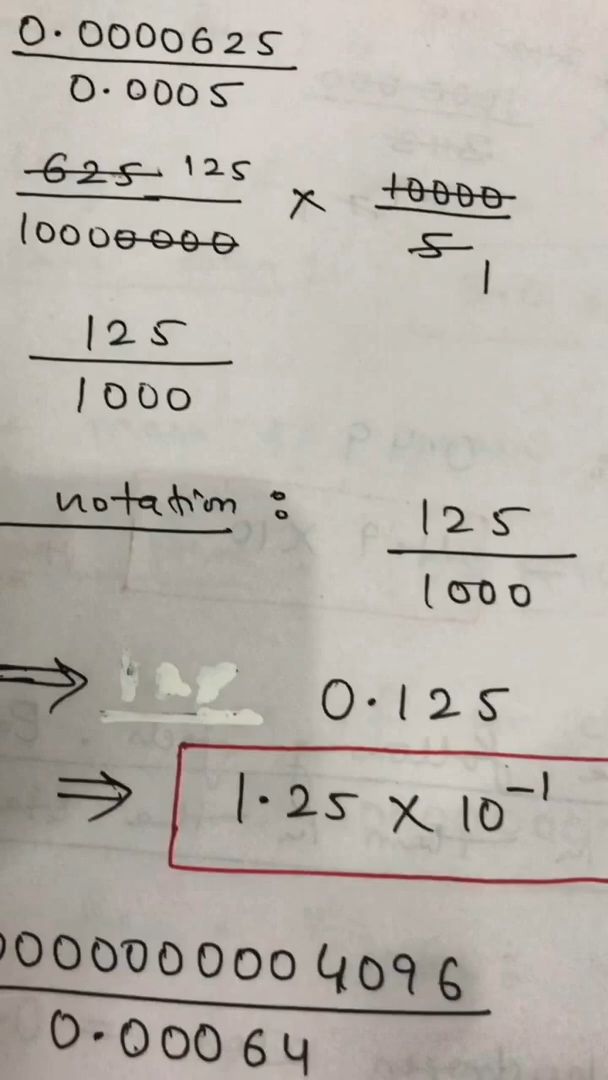 0.0000625
0.0005
625 125 / 10000000 × 10000 / 5 1
125
1000
notation : 125
1000
⇒ 0.125
⇒ 1.25 × 10⁻¹
0000000004096
0.00064